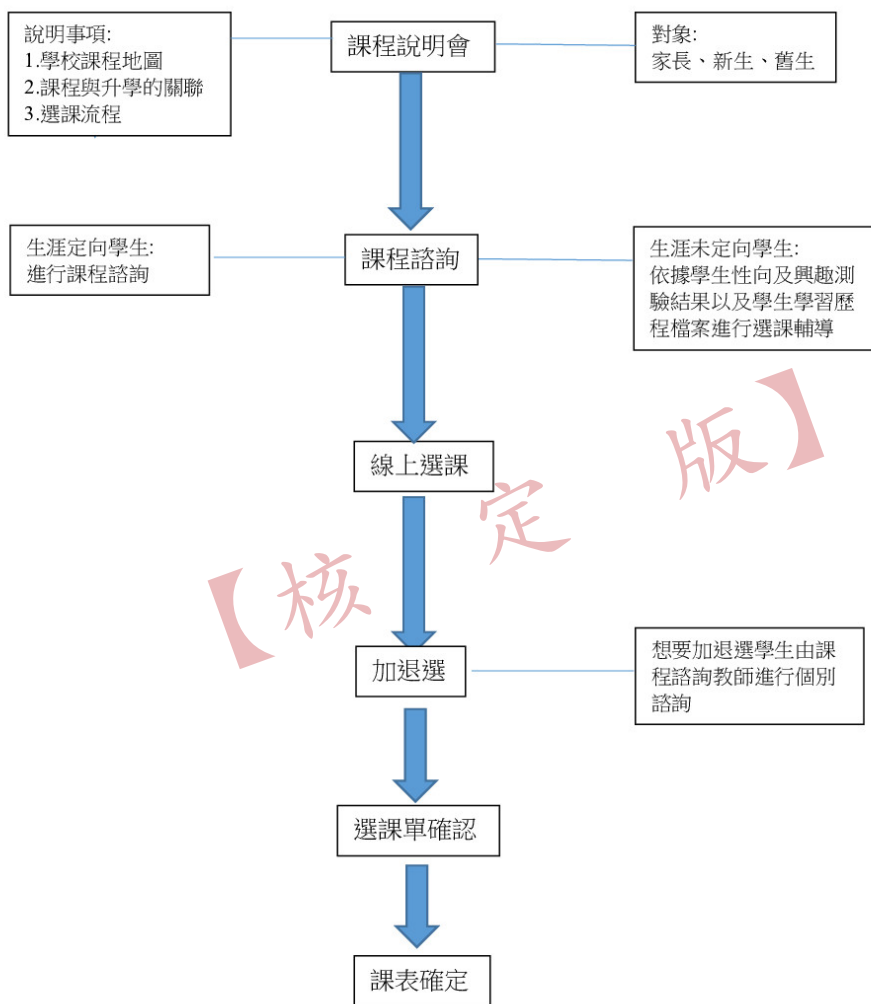 說明事項:
1.學校課程地圖
2.課程與升學的關聯
3.選課流程
課程說明會
對象:
家長、新生、舊生
生涯定向學生:
進行課程諮詢
課程諮詢
生涯未定向學生:
依據學生性向及興趣測
驗結果以及學生學習歷
程檔案進行選課輔導
線上選課
【核定版】
加退選
想要加退選學生由課
程諮詢教師進行個別
諮詢
選課單確認
課表確定